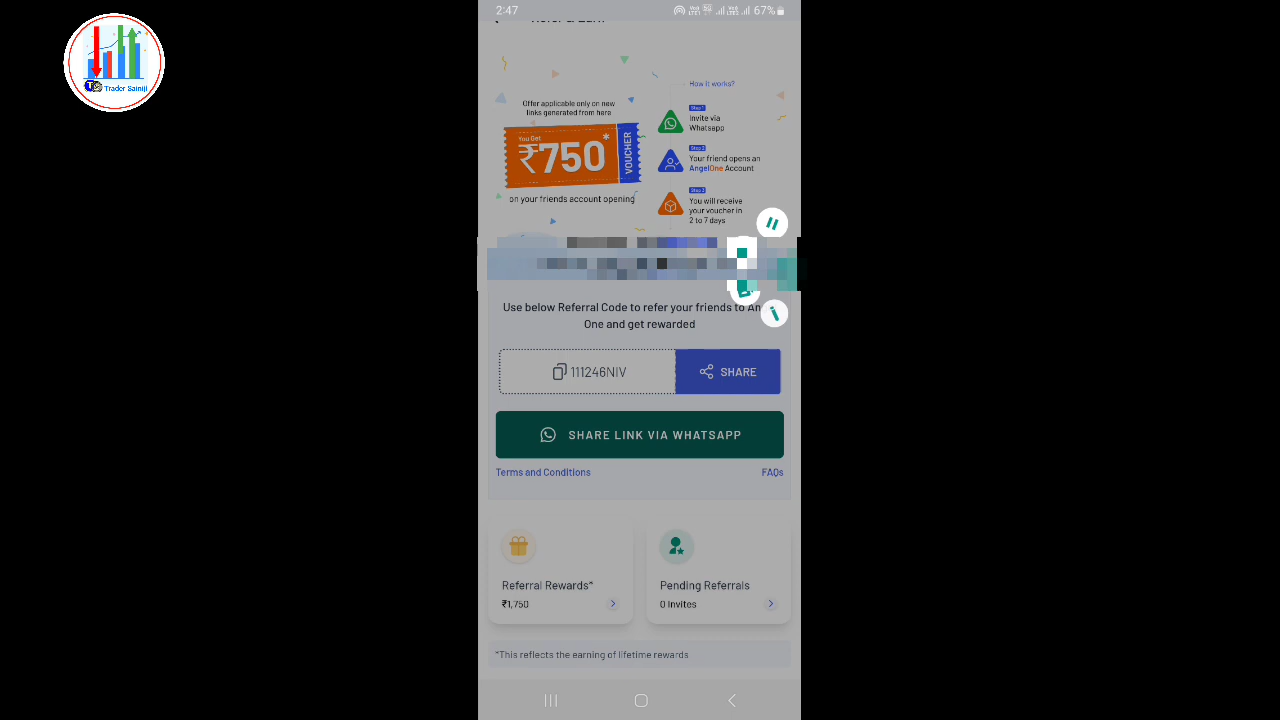 Trader Sainiji
2:47
67%
Offer applicable only on new
links generated from here
You Get
₹750*
VOUCHER
on your friends account opening
How it works?
Step 1
Invite via
Whatsapp
Step 2
Your friend opens an
AngelOne Account
Step 3
You will receive
your voucher in
2 to 7 days
Use below Referral Code to refer your friends to
One and get rewarded
111246NIV
SHARE
SHARE LINK VIA WHATSAPP
Terms and Conditions
FAQs
Referral Rewards*
₹1,750
Pending Referrals
0 Invites
*This reflects the earning of lifetime rewards